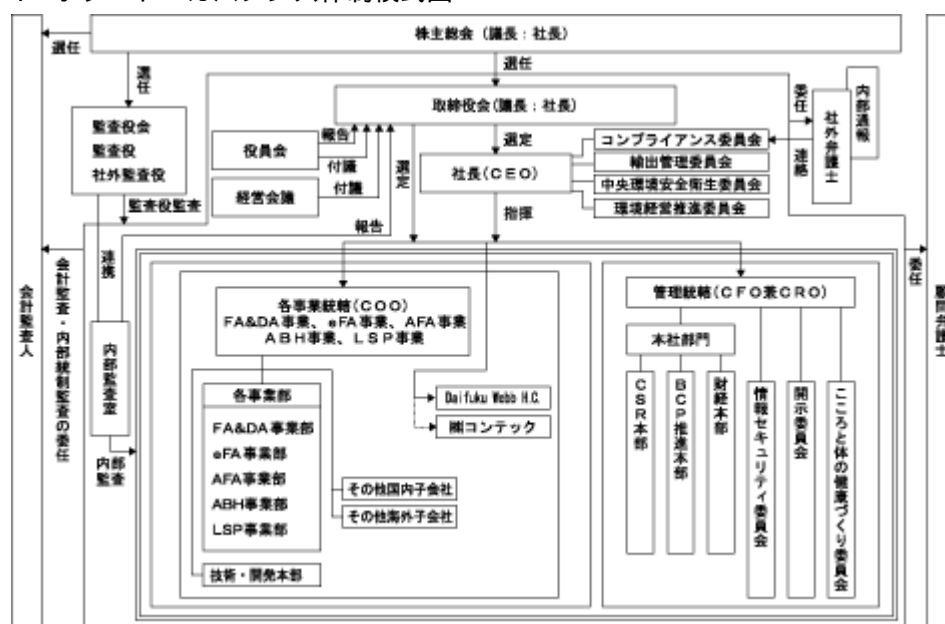 株主総会（議長：社長）
選任
選任
選任
取締役会（議長：社長）
監査役会
監査役
社外監査役
役員会
経営会議
報告
付議
付議
選定
選定
社長（ＣＥＯ）
コンプライアンス委員会
輸出管理委員会
中央環境安全衛生委員会
環境経営推進委員会
委任
連絡
社外弁護士
内部通報
監査役監査
報告
指揮
連携
会計監査人
会計監査・内部統制監査の委任
内部監査室
内部監査
委任
顧問弁護士
各事業統轄（ＣＯＯ）
ＦＡ＆ＤＡ事業、ｅＦＡ事業、ＡＦＡ事業
ＡＢＨ事業、ＬＳＰ事業
各事業部
FA&DA事業部
eFA事業部
AFA事業部
ABH事業部
LSP事業部
技術・開発本部
Daifuku Webb H.C.
㈱コンテック
その他国内子会社
その他海外子会社
管理統轄（ＣＦＯ兼ＣＲＯ）
本社部門
ＣＳＲ本部
ＢＣＰ推進本部
財経本部
情報セキュリティ委員会
開示委員会
こころと体の健康づくり委員会